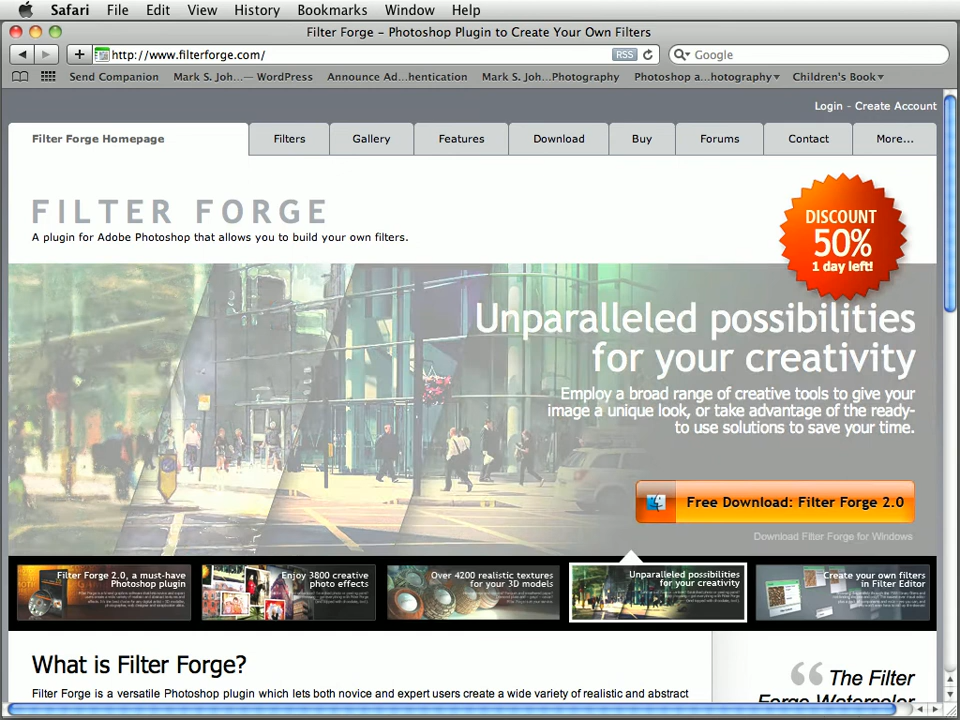 Safari File Edit View History Bookmarks Window Help
Filter Forge – Photoshop Plugin to Create Your Own Filters
http://www.filterforge.com/ RSS Google
Send Companion Mark S. Joh...— WordPress Announce Ad...hentication Mark S. Joh...Photography Photoshop a...hotography Children's Book
Login - Create Account
Filter Forge Homepage Filters Gallery Features Download Buy Forums Contact More...
FILTER FORGE
A plugin for Adobe Photoshop that allows you to build your own filters.
DISCOUNT
50%
1 day left!
Unparalleled possibilities
for your creativity
Employ a broad range of creative tools to give your
image a unique look, or take advantage of the ready-
to use solutions to save your time.
Free Download: Filter Forge 2.0
Download Filter Forge for Windows
Filter Forge 2.0, a must-have
Photoshop plugin
Enjoy 3800 creative
photo effects
Over 4200 realistic textures
for your 3D models
Unparalleled possibilities
for your creativity
Create your own filters
in Filter Editor
What is Filter Forge?
Filter Forge is a versatile Photoshop plugin which lets both novice and expert users create a wide variety of realistic and abstract
“ The Filter
Forge Watercolor